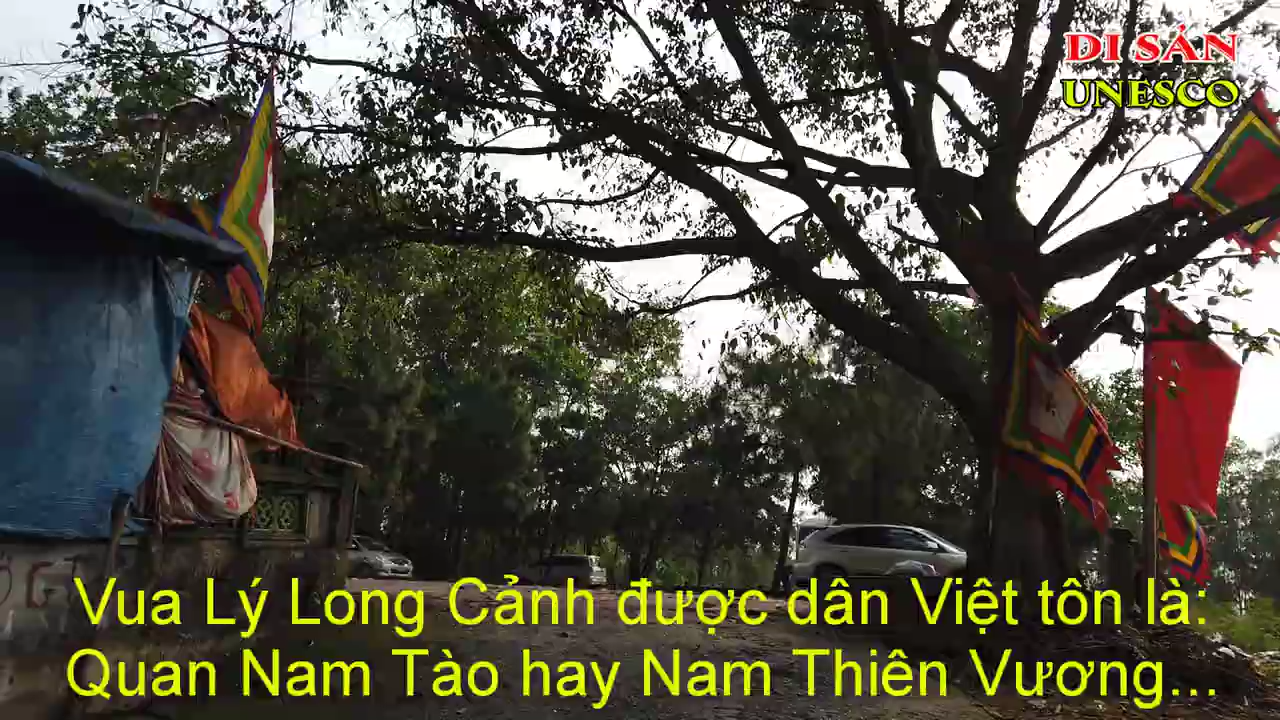 DI SẢN
UNESCO
Vua Lý Long Cảnh được dân Việt tôn là:
Quan Nam Tào hay Nam Thiên Vương...